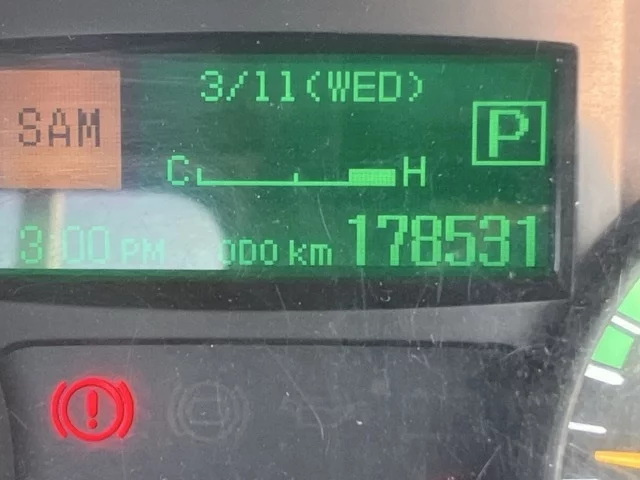 3/11(WED)
SAM
P
C H
3:00 PM ODO km 178531
!